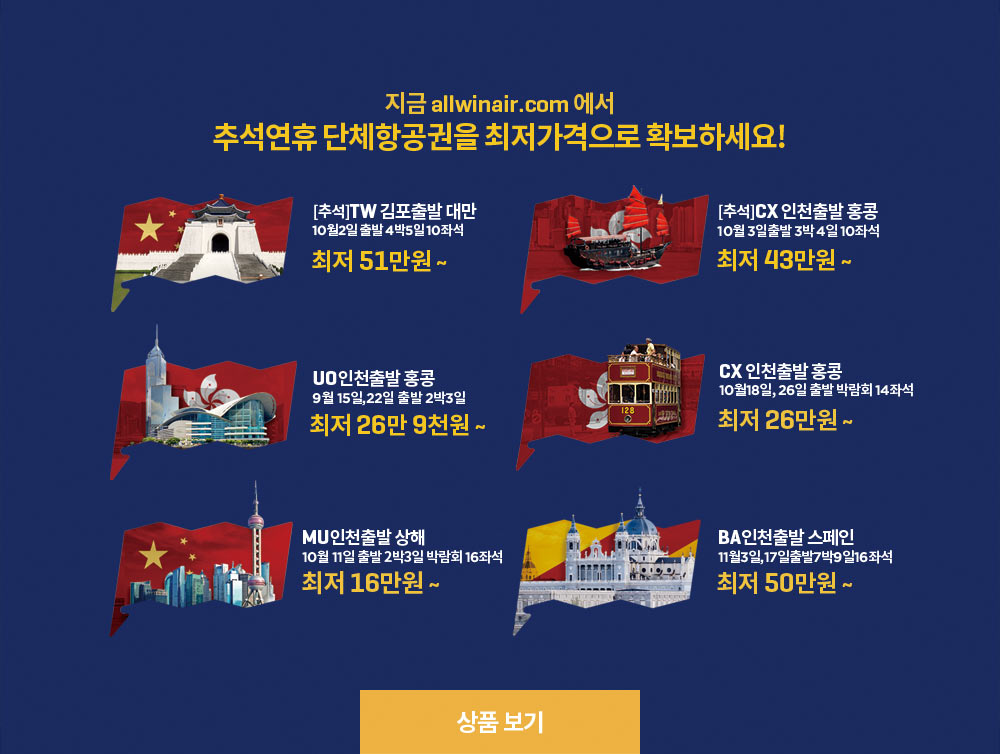 지금 allwinair.com 에서
추석연휴 단체항공권을 최저가격으로 확보하세요!
[추석]TW 김포출발 대만
10월2일 출발 4박5일 10좌석
최저 51만원 ~
[추석]CX 인천출발 홍콩
10월 3일출발 3박 4일 10좌석
최저 43만원 ~
UO인천출발 홍콩
9월 15일,22일 출발 2박3일
최저 26만 9천원 ~
CX 인천출발 홍콩
10월18일, 26일 출발 박람회 14좌석
최저 26만원 ~
128
MU인천출발 상해
10월 11일 출발 2박3일 박람회 16좌석
최저 16만원 ~
BA인천출발 스페인
11월3일,17일출발7박9일16좌석
최저 50만원 ~
상품 보기